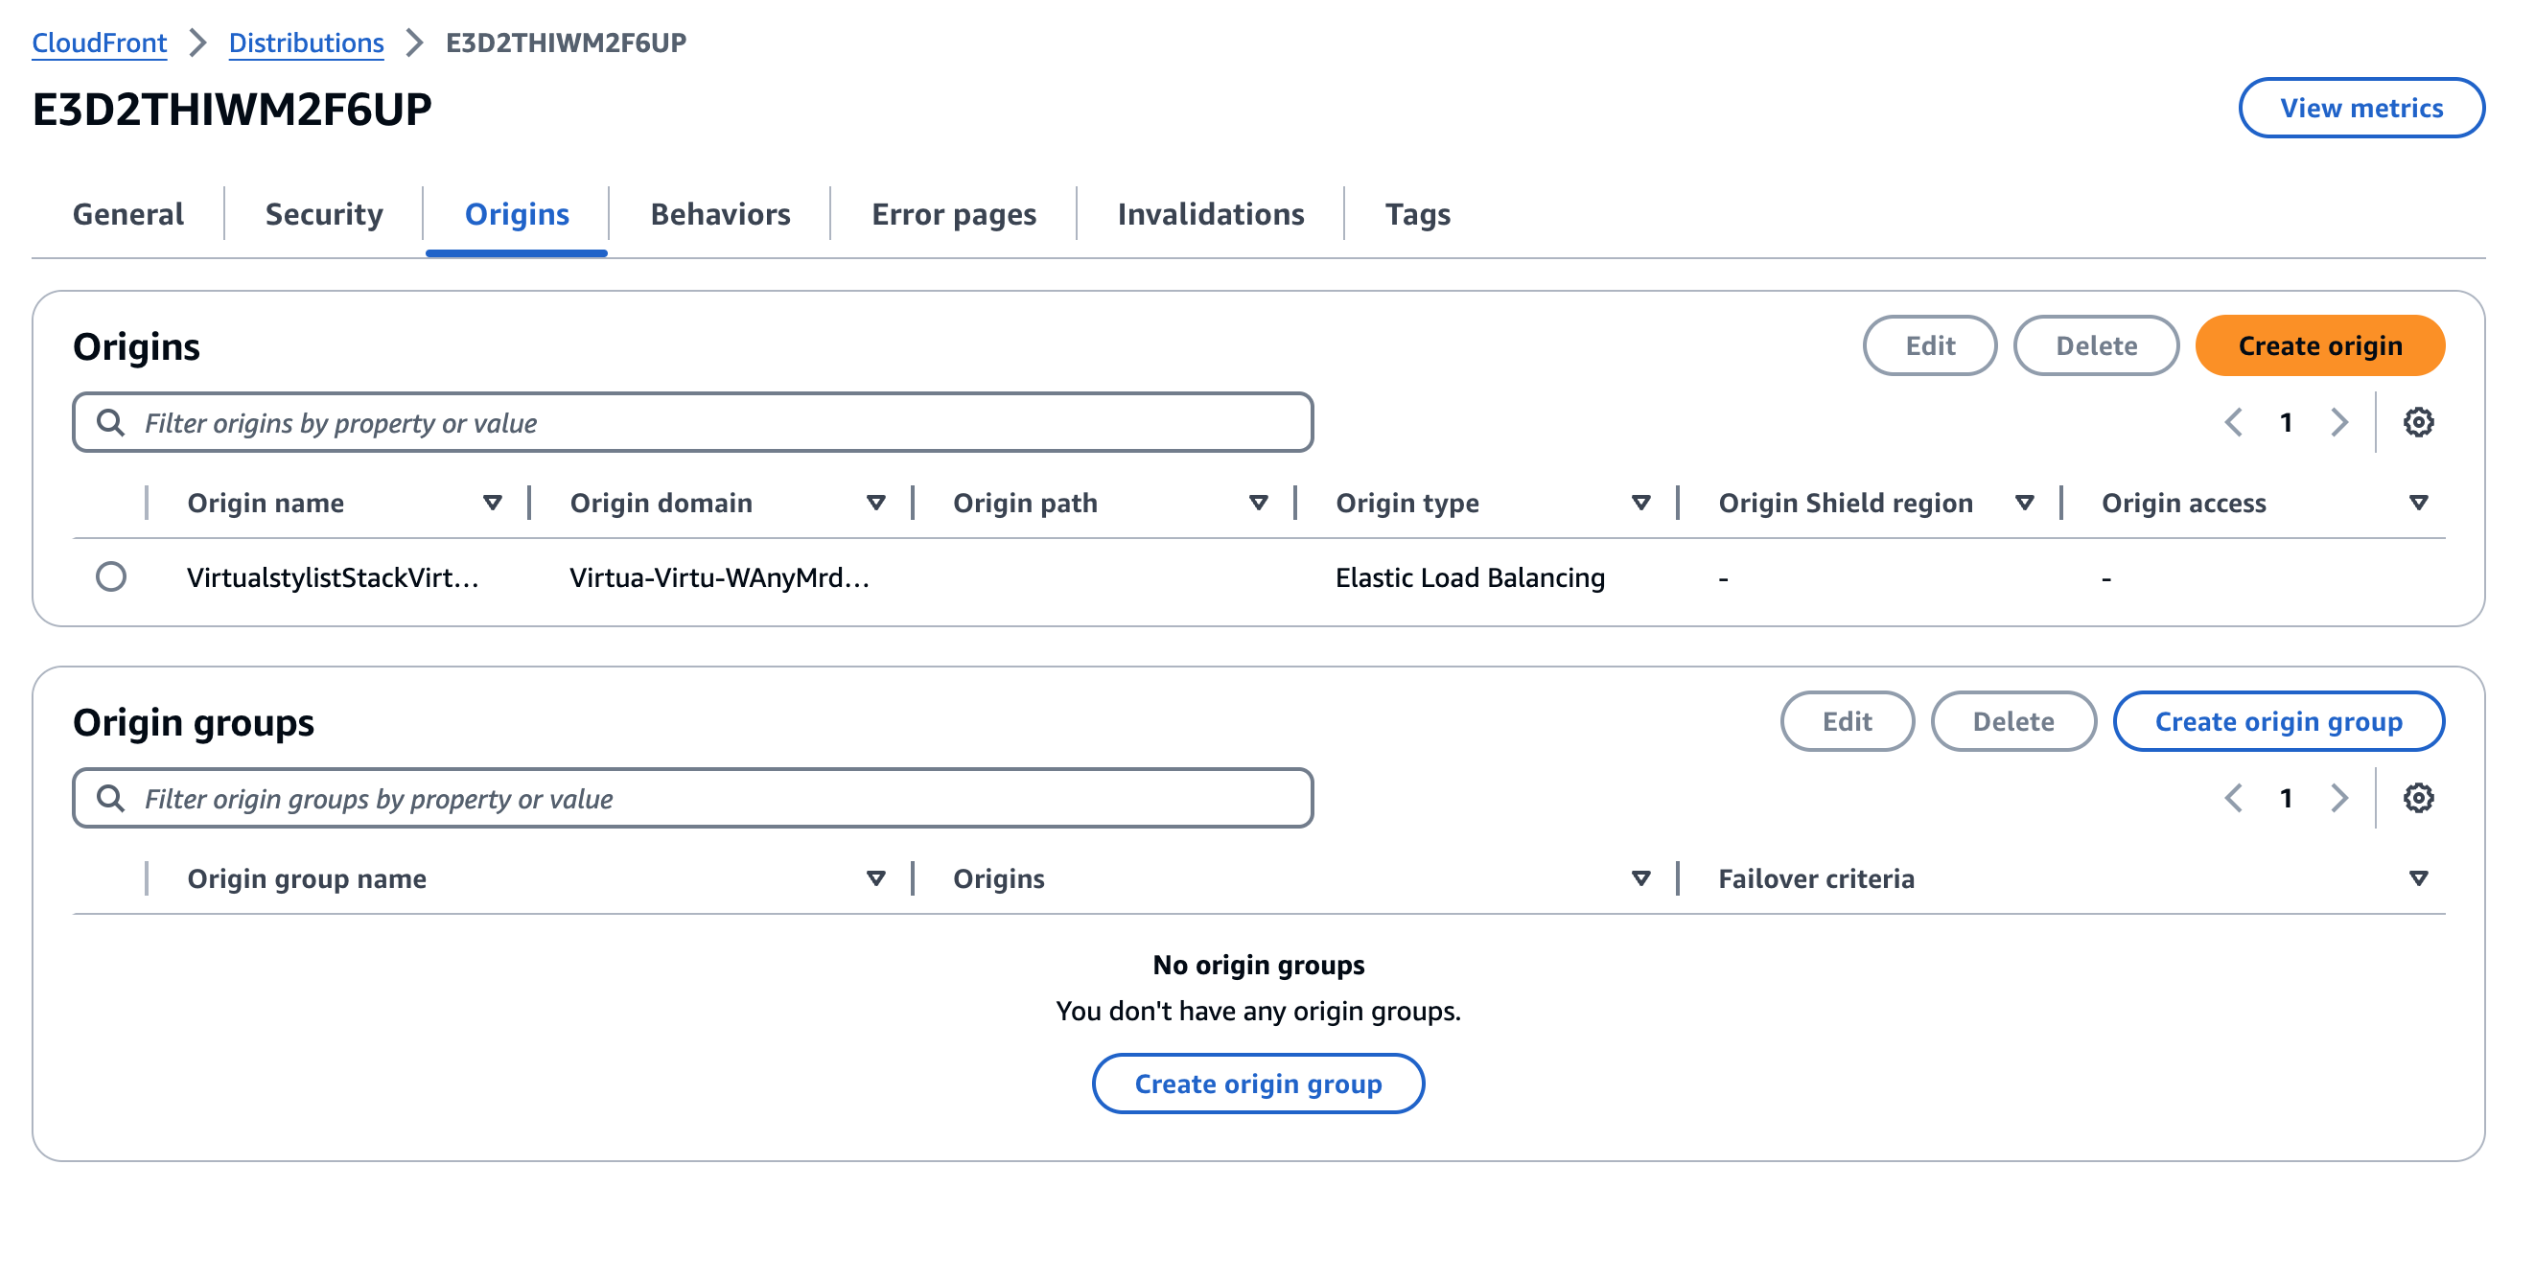 CloudFront > Distributions > E3D2THIWM2F6UP
E3D2THIWM2F6UP
View metrics
General
Security
Origins
Behaviors
Error pages
Invalidations
Tags
Origins
Edit
Delete
Create origin
Filter origins by property or value
1
Origin name
Origin domain
Origin path
Origin type
Origin Shield region
Origin access
VirtualstylistStackVirt...
Virtua-Virtu-WAnyMrd...
Elastic Load Balancing
-
-
Origin groups
Edit
Delete
Create origin group
Filter origin groups by property or value
1
Origin group name
Origins
Failover criteria
No origin groups
You don't have any origin groups.
Create origin group